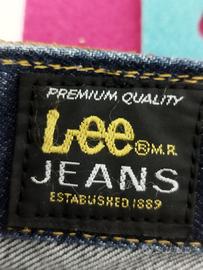 PREMIUM QUALITY
Lee ® M.R.
JEANS
ESTABLISHED 1889